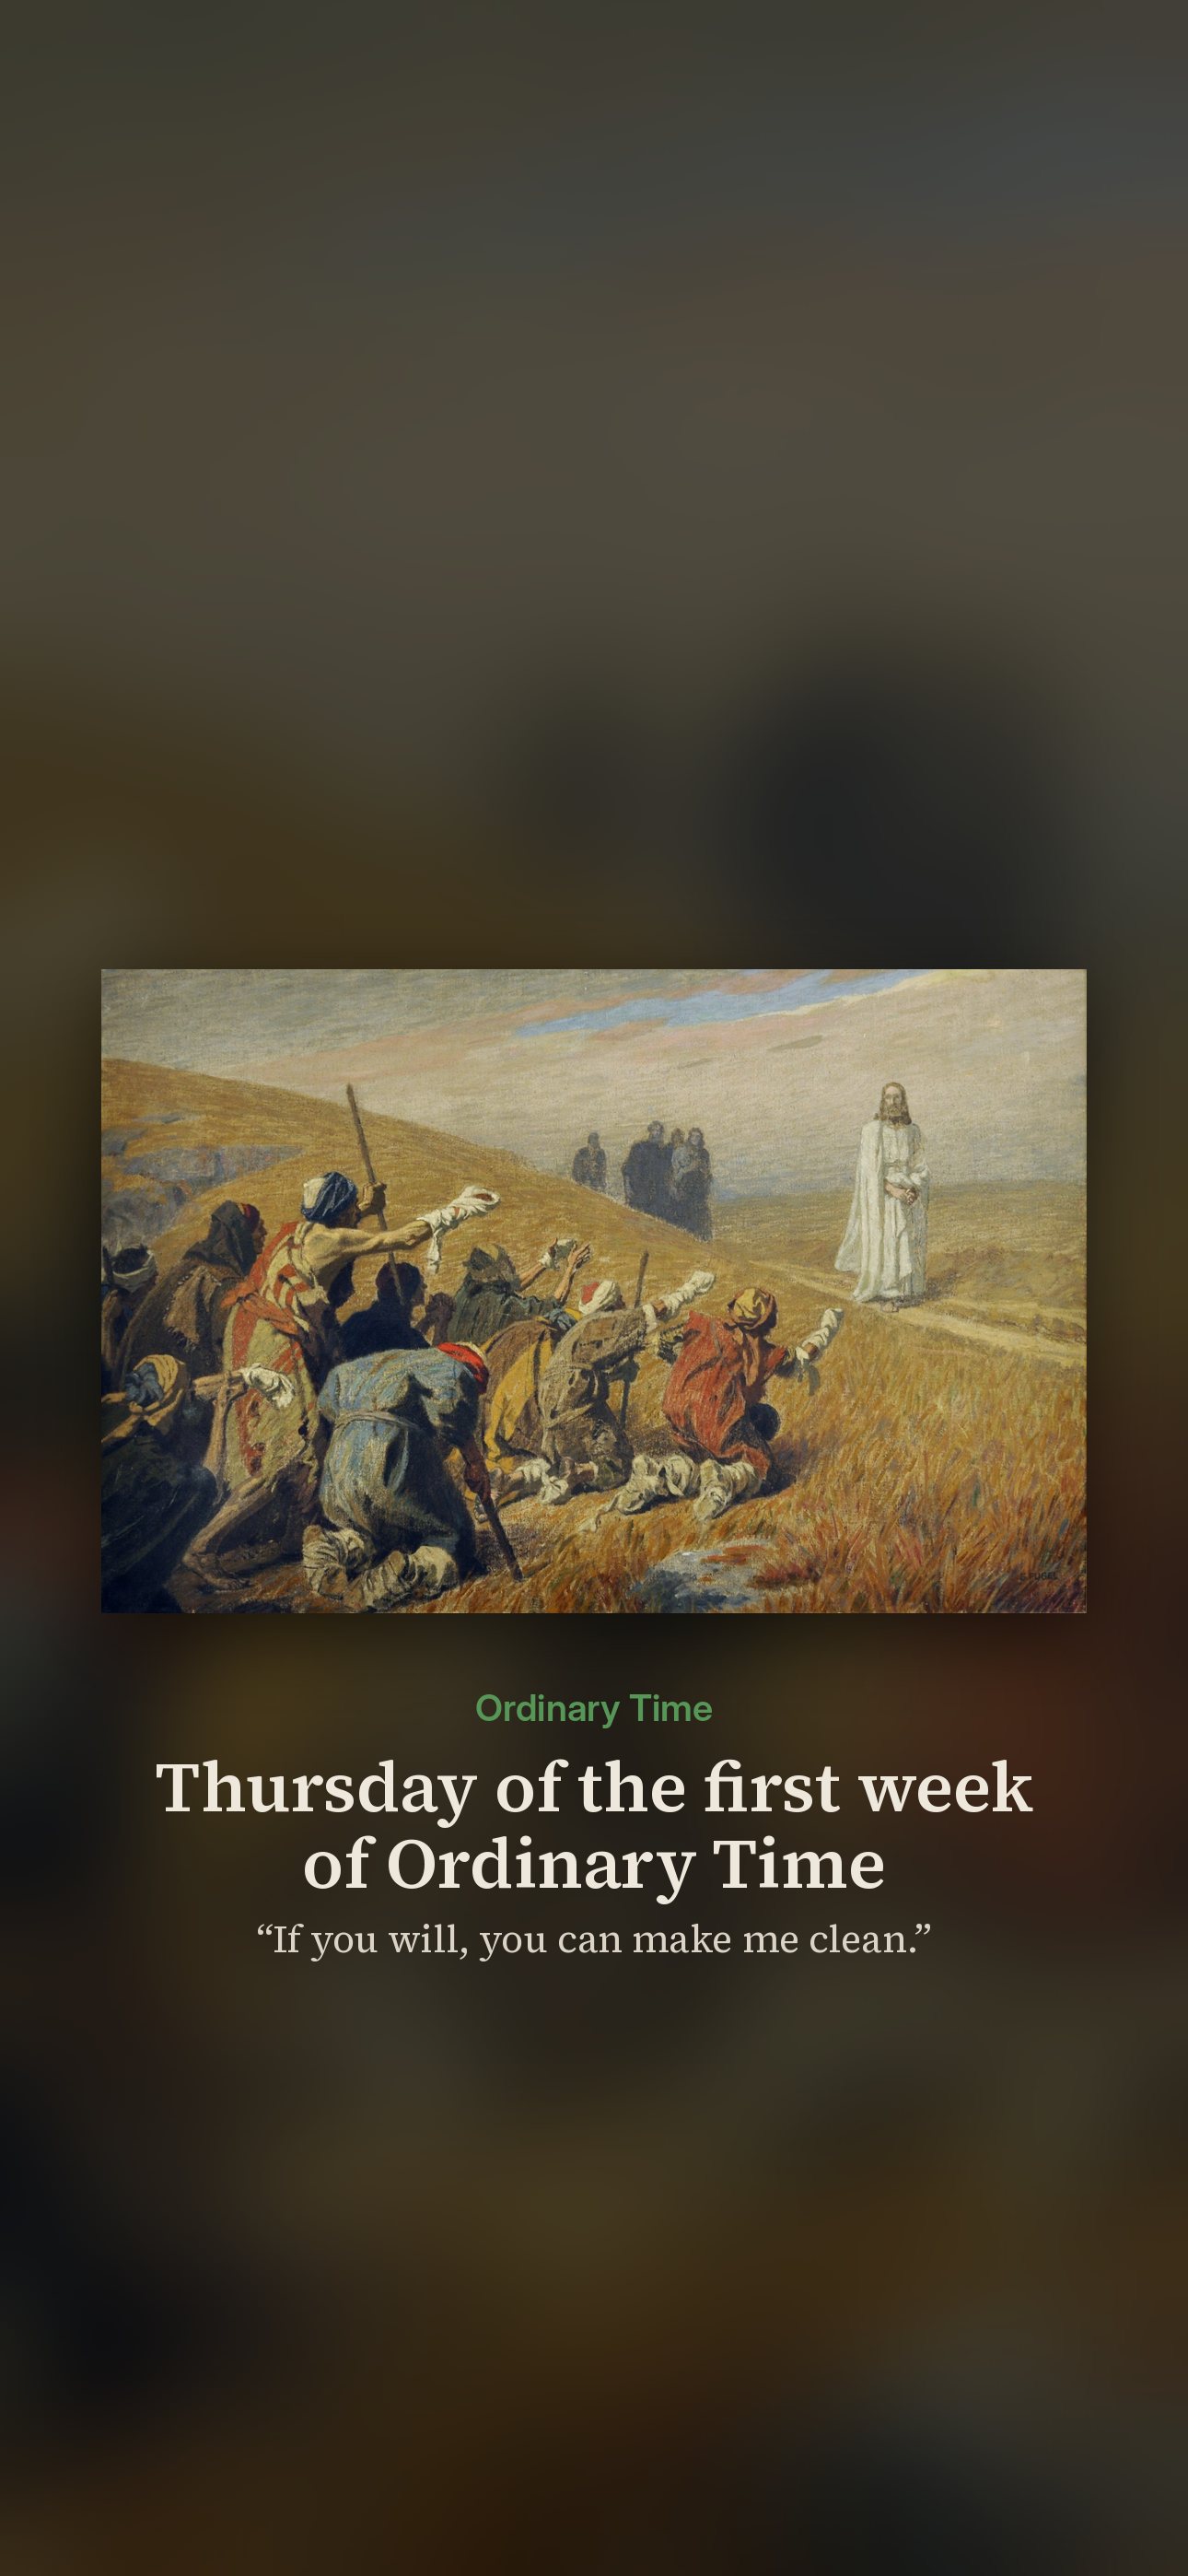 Ordinary Time
Thursday of the first week
of Ordinary Time
“If you will, you can make me clean.”